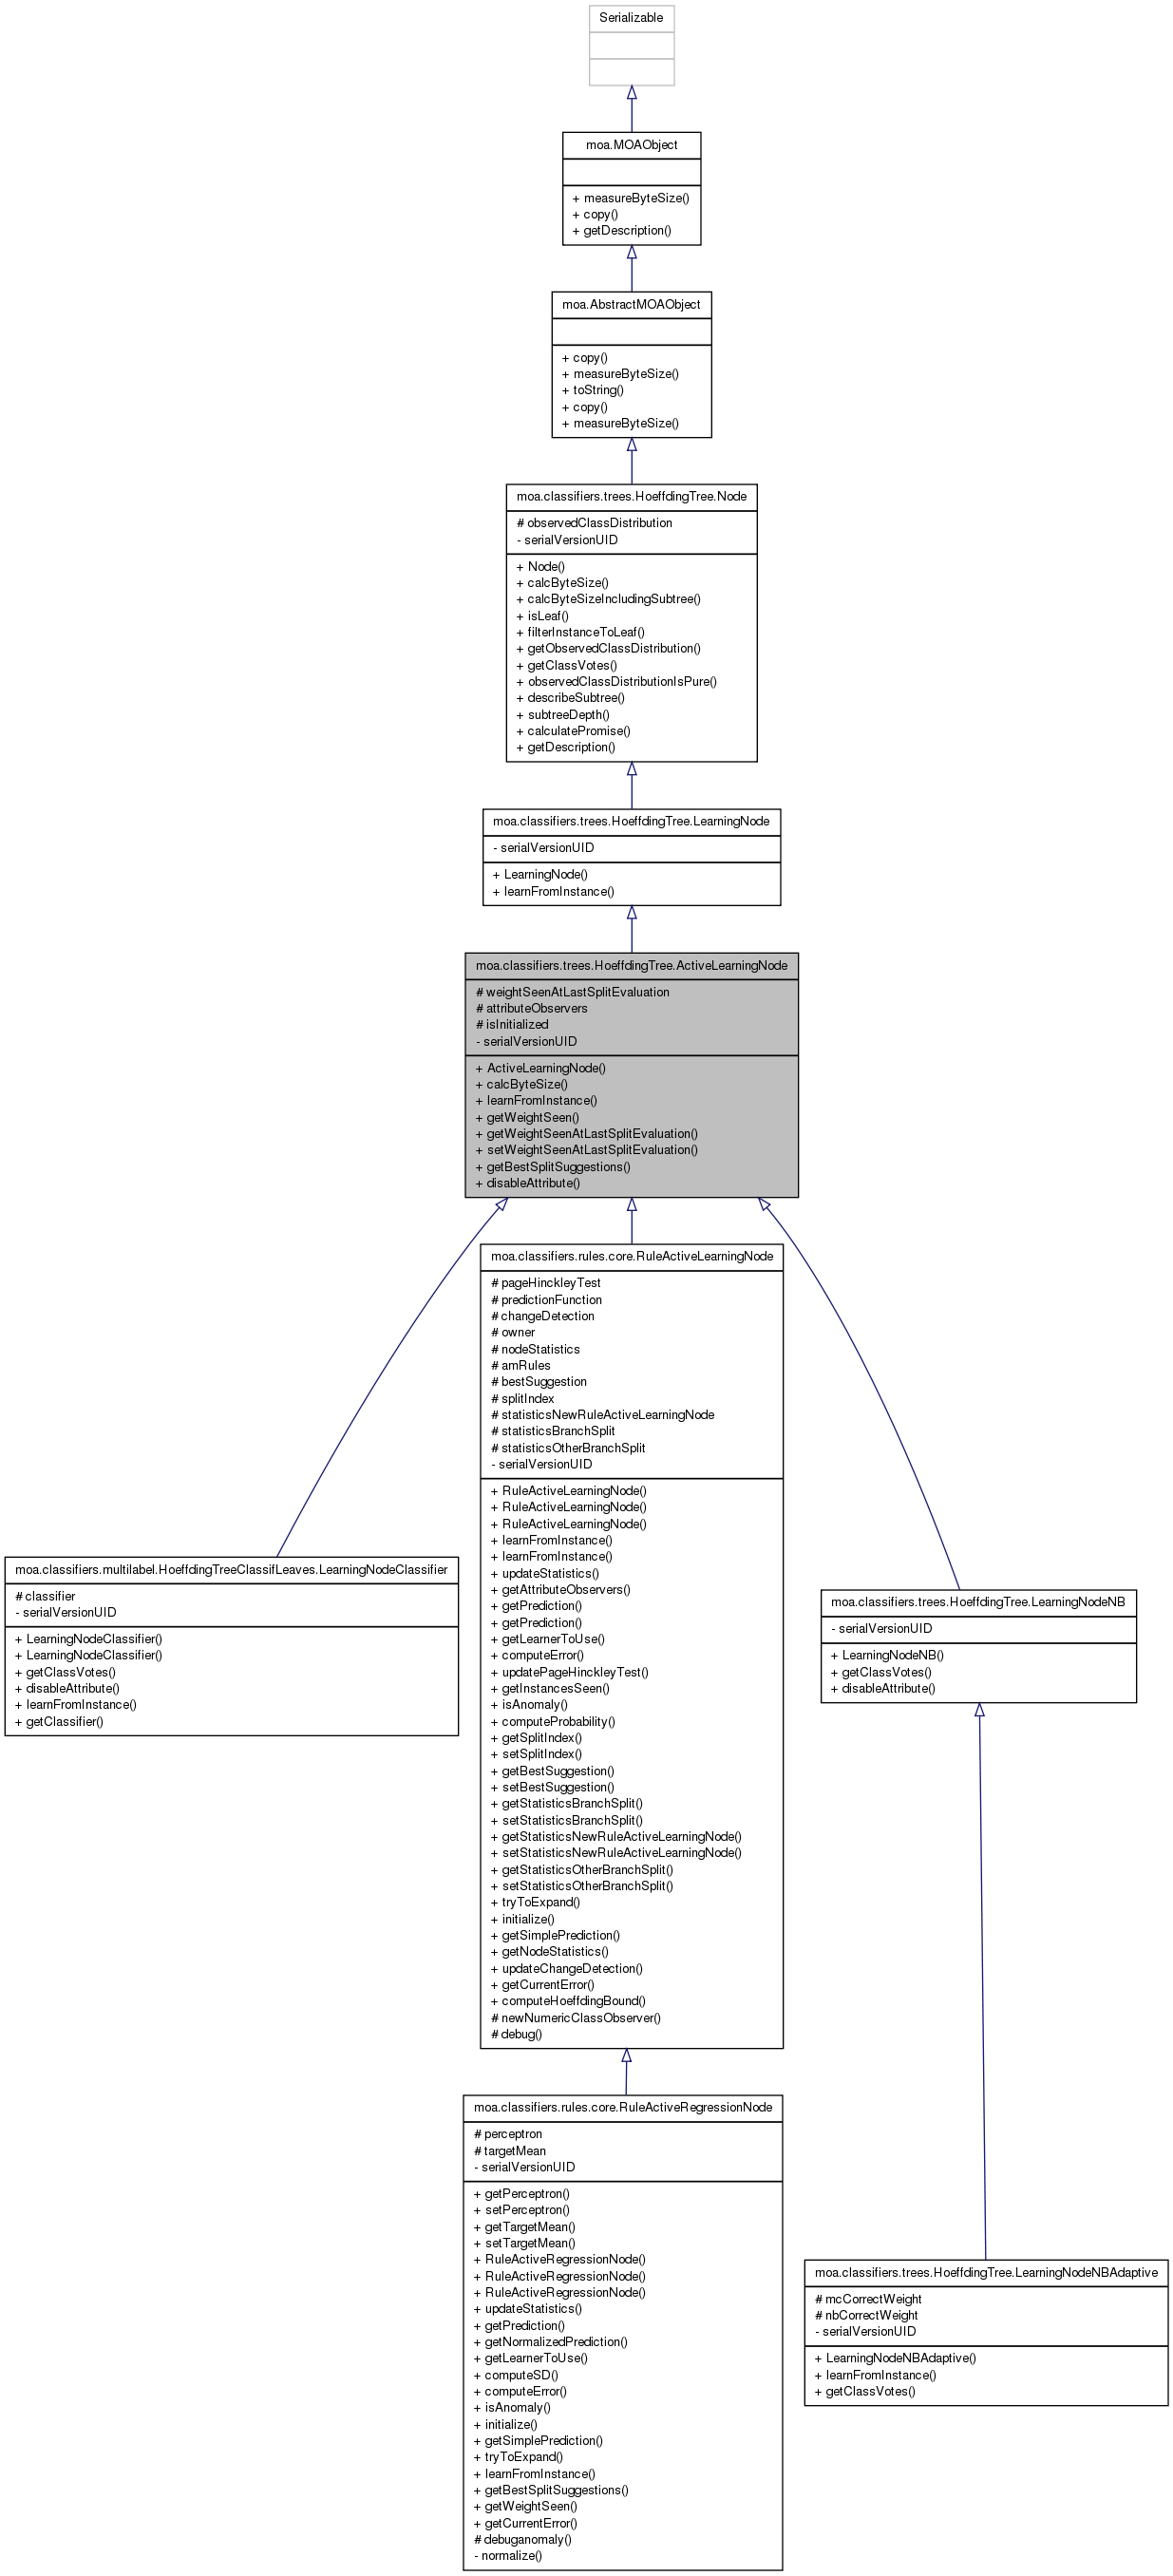 Serializable
moa.MOAObject
+ measureByteSize()
+ copy()
+ getDescription()
moa.AbstractMOAObject
+ copy()
+ measureByteSize()
+ toString()
+ copy()
+ measureByteSize()
moa.classifiers.trees.HoeffdingTree.Node
# observedClassDistribution
- serialVersionUID
+ Node()
+ calcByteSize()
+ calcByteSizeIncludingSubtree()
+ isLeaf()
+ filterInstanceToLeaf()
+ getObservedClassDistribution()
+ getClassVotes()
+ observedClassDistributionIsPure()
+ describeSubtree()
+ subtreeDepth()
+ calculatePromise()
+ getDescription()
moa.classifiers.trees.HoeffdingTree.LearningNode
- serialVersionUID
+ LearningNode()
+ learnFromInstance()
moa.classifiers.trees.HoeffdingTree.ActiveLearningNode
# weightSeenAtLastSplitEvaluation
# attributeObservers
# isInitialized
- serialVersionUID
+ ActiveLearningNode()
+ calcByteSize()
+ learnFromInstance()
+ getWeightSeen()
+ getWeightSeenAtLastSplitEvaluation()
+ setWeightSeenAtLastSplitEvaluation()
+ getBestSplitSuggestions()
+ disableAttribute()
moa.classifiers.rules.core.RuleActiveLearningNode
# pageHinckleyTest
# predictionFunction
# changeDetection
# owner
# nodeStatistics
# amRules
# bestSuggestion
# splitIndex
# statisticsNewRuleActiveLearningNode
# statisticsBranchSplit
# statisticsOtherBranchSplit
- serialVersionUID
+ RuleActiveLearningNode()
+ RuleActiveLearningNode()
+ RuleActiveLearningNode()
+ learnFromInstance()
+ learnFromInstance()
+ updateStatistics()
+ getAttributeObservers()
+ getPrediction()
+ getPrediction()
+ getLearnerToUse()
+ computeError()
+ updatePageHinckleyTest()
+ getInstancesSeen()
+ isAnomaly()
+ computeProbability()
+ getSplitIndex()
+ setSplitIndex()
+ getBestSuggestion()
+ setBestSuggestion()
+ getStatisticsBranchSplit()
+ setStatisticsBranchSplit()
+ getStatisticsNewRuleActiveLearningNode()
+ setStatisticsNewRuleActiveLearningNode()
+ getStatisticsOtherBranchSplit()
+ setStatisticsOtherBranchSplit()
+ tryToExpand()
+ initialize()
+ getSimplePrediction()
+ getNodeStatistics()
+ updateChangeDetection()
+ getCurrentError()
+ computeHoeffdingBound()
# newNumericClassObserver()
# debug()
moa.classifiers.multilabel.HoeffdingTreeClassifLeaves.LearningNodeClassifier
# classifier
- serialVersionUID
+ LearningNodeClassifier()
+ LearningNodeClassifier()
+ getClassVotes()
+ disableAttribute()
+ learnFromInstance()
+ getClassifier()
moa.classifiers.trees.HoeffdingTree.LearningNodeNB
- serialVersionUID
+ LearningNodeNB()
+ getClassVotes()
+ disableAttribute()
moa.classifiers.rules.core.RuleActiveRegressionNode
# perceptron
# targetMean
- serialVersionUID
+ getPerceptron()
+ setPerceptron()
+ getTargetMean()
+ setTargetMean()
+ RuleActiveRegressionNode()
+ RuleActiveRegressionNode()
+ RuleActiveRegressionNode()
+ updateStatistics()
+ getPrediction()
+ getNormalizedPrediction()
+ getLearnerToUse()
+ computeSD()
+ computeError()
+ isAnomaly()
+ initialize()
+ getSimplePrediction()
+ tryToExpand()
+ learnFromInstance()
+ getBestSplitSuggestions()
+ getWeightSeen()
+ getCurrentError()
# debuganomaly()
- normalize()
moa.classifiers.trees.HoeffdingTree.LearningNodeNBAdaptive
# mcCorrectWeight
# nbCorrectWeight
- serialVersionUID
+ LearningNodeNBAdaptive()
+ learnFromInstance()
+ getClassVotes()